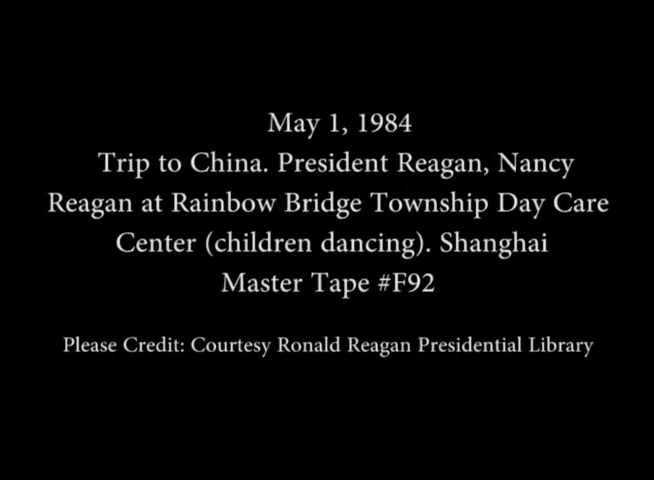 May 1, 1984
Trip to China. President Reagan, Nancy
Reagan at Rainbow Bridge Township Day Care
Center (children dancing). Shanghai
Master Tape #F92
Please Credit: Courtesy Ronald Reagan Presidential Library